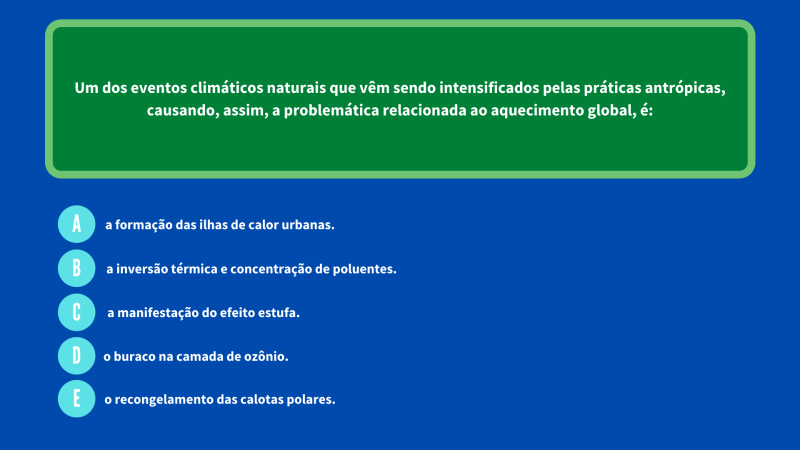 Um dos eventos climáticos naturais que vêm sendo intensificados pelas práticas antrópicas,
causando, assim, a problemática relacionada ao aquecimento global, é:
A a formação das ilhas de calor urbanas.
B a inversão térmica e concentração de poluentes.
C a manifestação do efeito estufa.
D o buraco na camada de ozônio.
E o recongelamento das calotas polares.